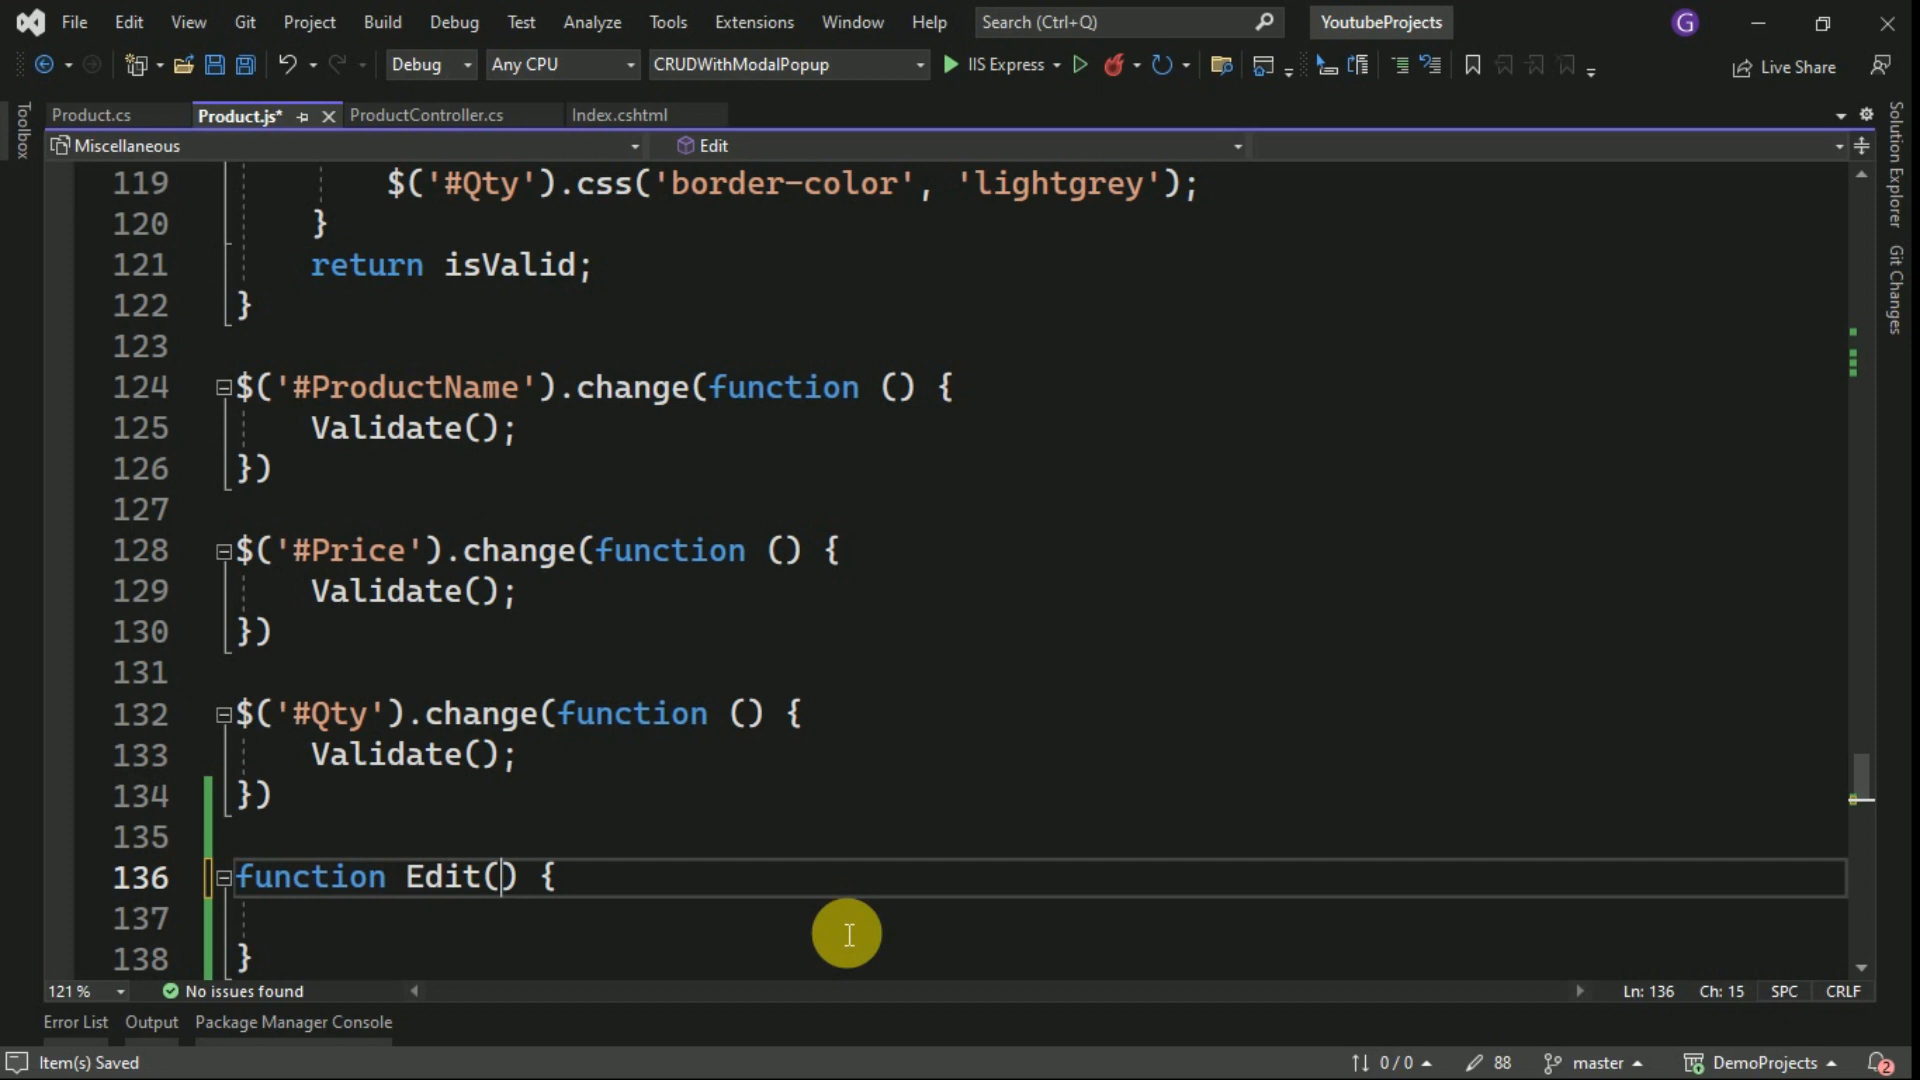 File Edit View Git Project Build Debug Test Analyze Tools Extensions Window Help Search (Ctrl+Q) YoutubeProjects G
Debug Any CPU CRUDWithModalPopup IIS Express Live Share
Toolbox
Product.cs Product.js* ProductController.cs Index.cshtml
Miscellaneous Edit
119 $('#Qty').css('border-color', 'lightgrey');
120 }
121 return isValid;
122 }
123
124 $('#ProductName').change(function () {
125 Validate();
126 })
127
128 $('#Price').change(function () {
129 Validate();
130 })
131
132 $('#Qty').change(function () {
133 Validate();
134 })
135
136 function Edit() {
137
138 }
Solution Explorer
Git Changes
121 % No issues found Ln: 136 Ch: 15 SPC CRLF
Error List Output Package Manager Console
Item(s) Saved 0 / 0 88 master DemoProjects 2